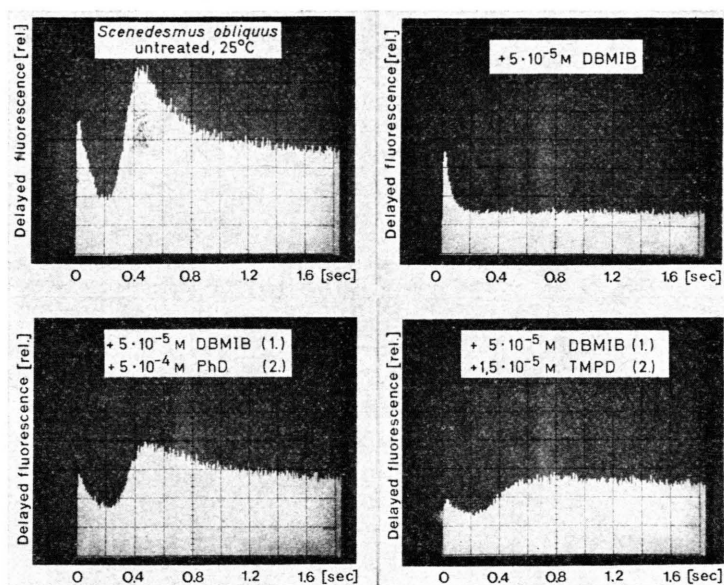 Delayed fluorescence [rel.]
Scenedesmus obliquus
untreated, 25°C
0 0.4 0.8 1.2 1.6 [sec]
Delayed fluorescence [rel.]
+5·10⁻⁵ M DBMIB
0 0.4 0.8 1.2 1.6 [sec]
Delayed fluorescence [rel.]
+ 5·10⁻⁵ M DBMIB (1.)
+ 5·10⁻⁴ M PhD (2.)
0 0.4 0.8 1.2 1.6 [sec]
Delayed fluorescence [rel.]
+ 5·10⁻⁵ M DBMIB (1.)
+1,5·10⁻⁵ M TMPD (2.)
0 0.4 0.8 1.2 1.6 [sec]